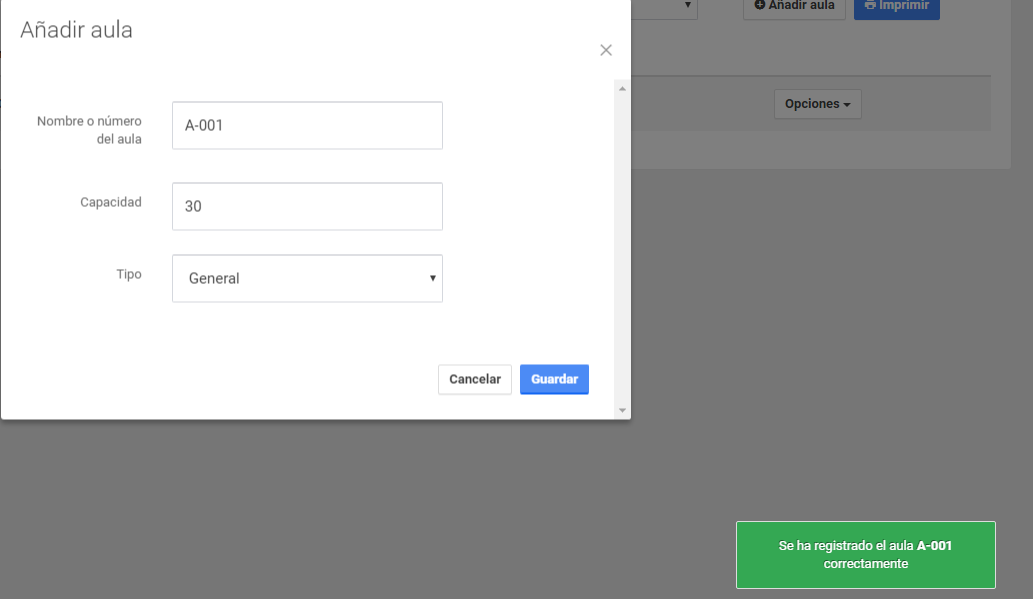 Añadir aula
Añadir aula
Imprimir
Opciones
Nombre o número
del aula
A-001
Capacidad
30
Tipo
General
Cancelar
Guardar
Se ha registrado el aula A-001
correctamente